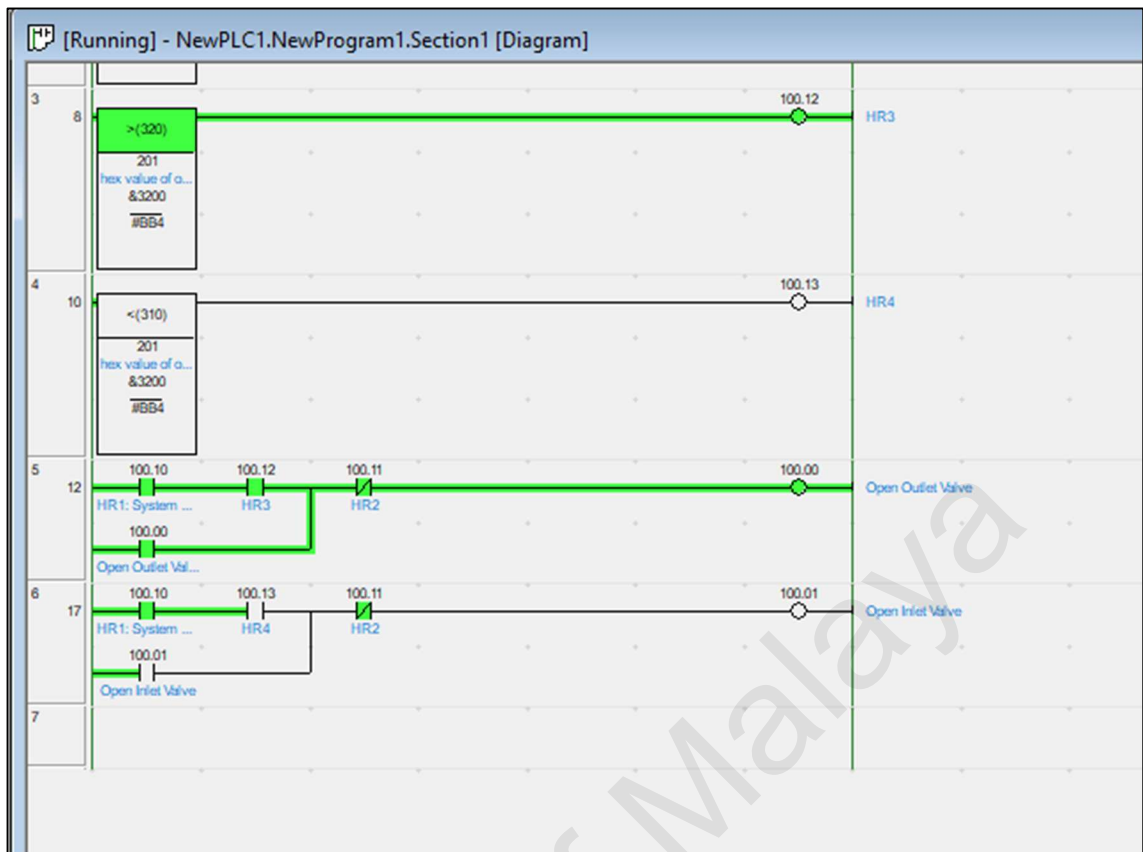 [Running] - NewPLC1.NewProgram1.Section1 [Diagram]
3
8
>(320)
201
hex value of o...
&3200
#BB4
100.12
HR3
4
10
<(310)
201
hex value of o...
&3200
#BB4
100.13
HR4
5
12
100.10 100.12 100.11 100.00
HR1: System ... HR3 HR2 Open Outlet Valve
100.00
Open Outlet Val...
6
17
100.10 100.13 100.11 100.01
HR1: System ... HR4 HR2 Open Inlet Valve
100.01
Open Inlet Valve
7
Malaya